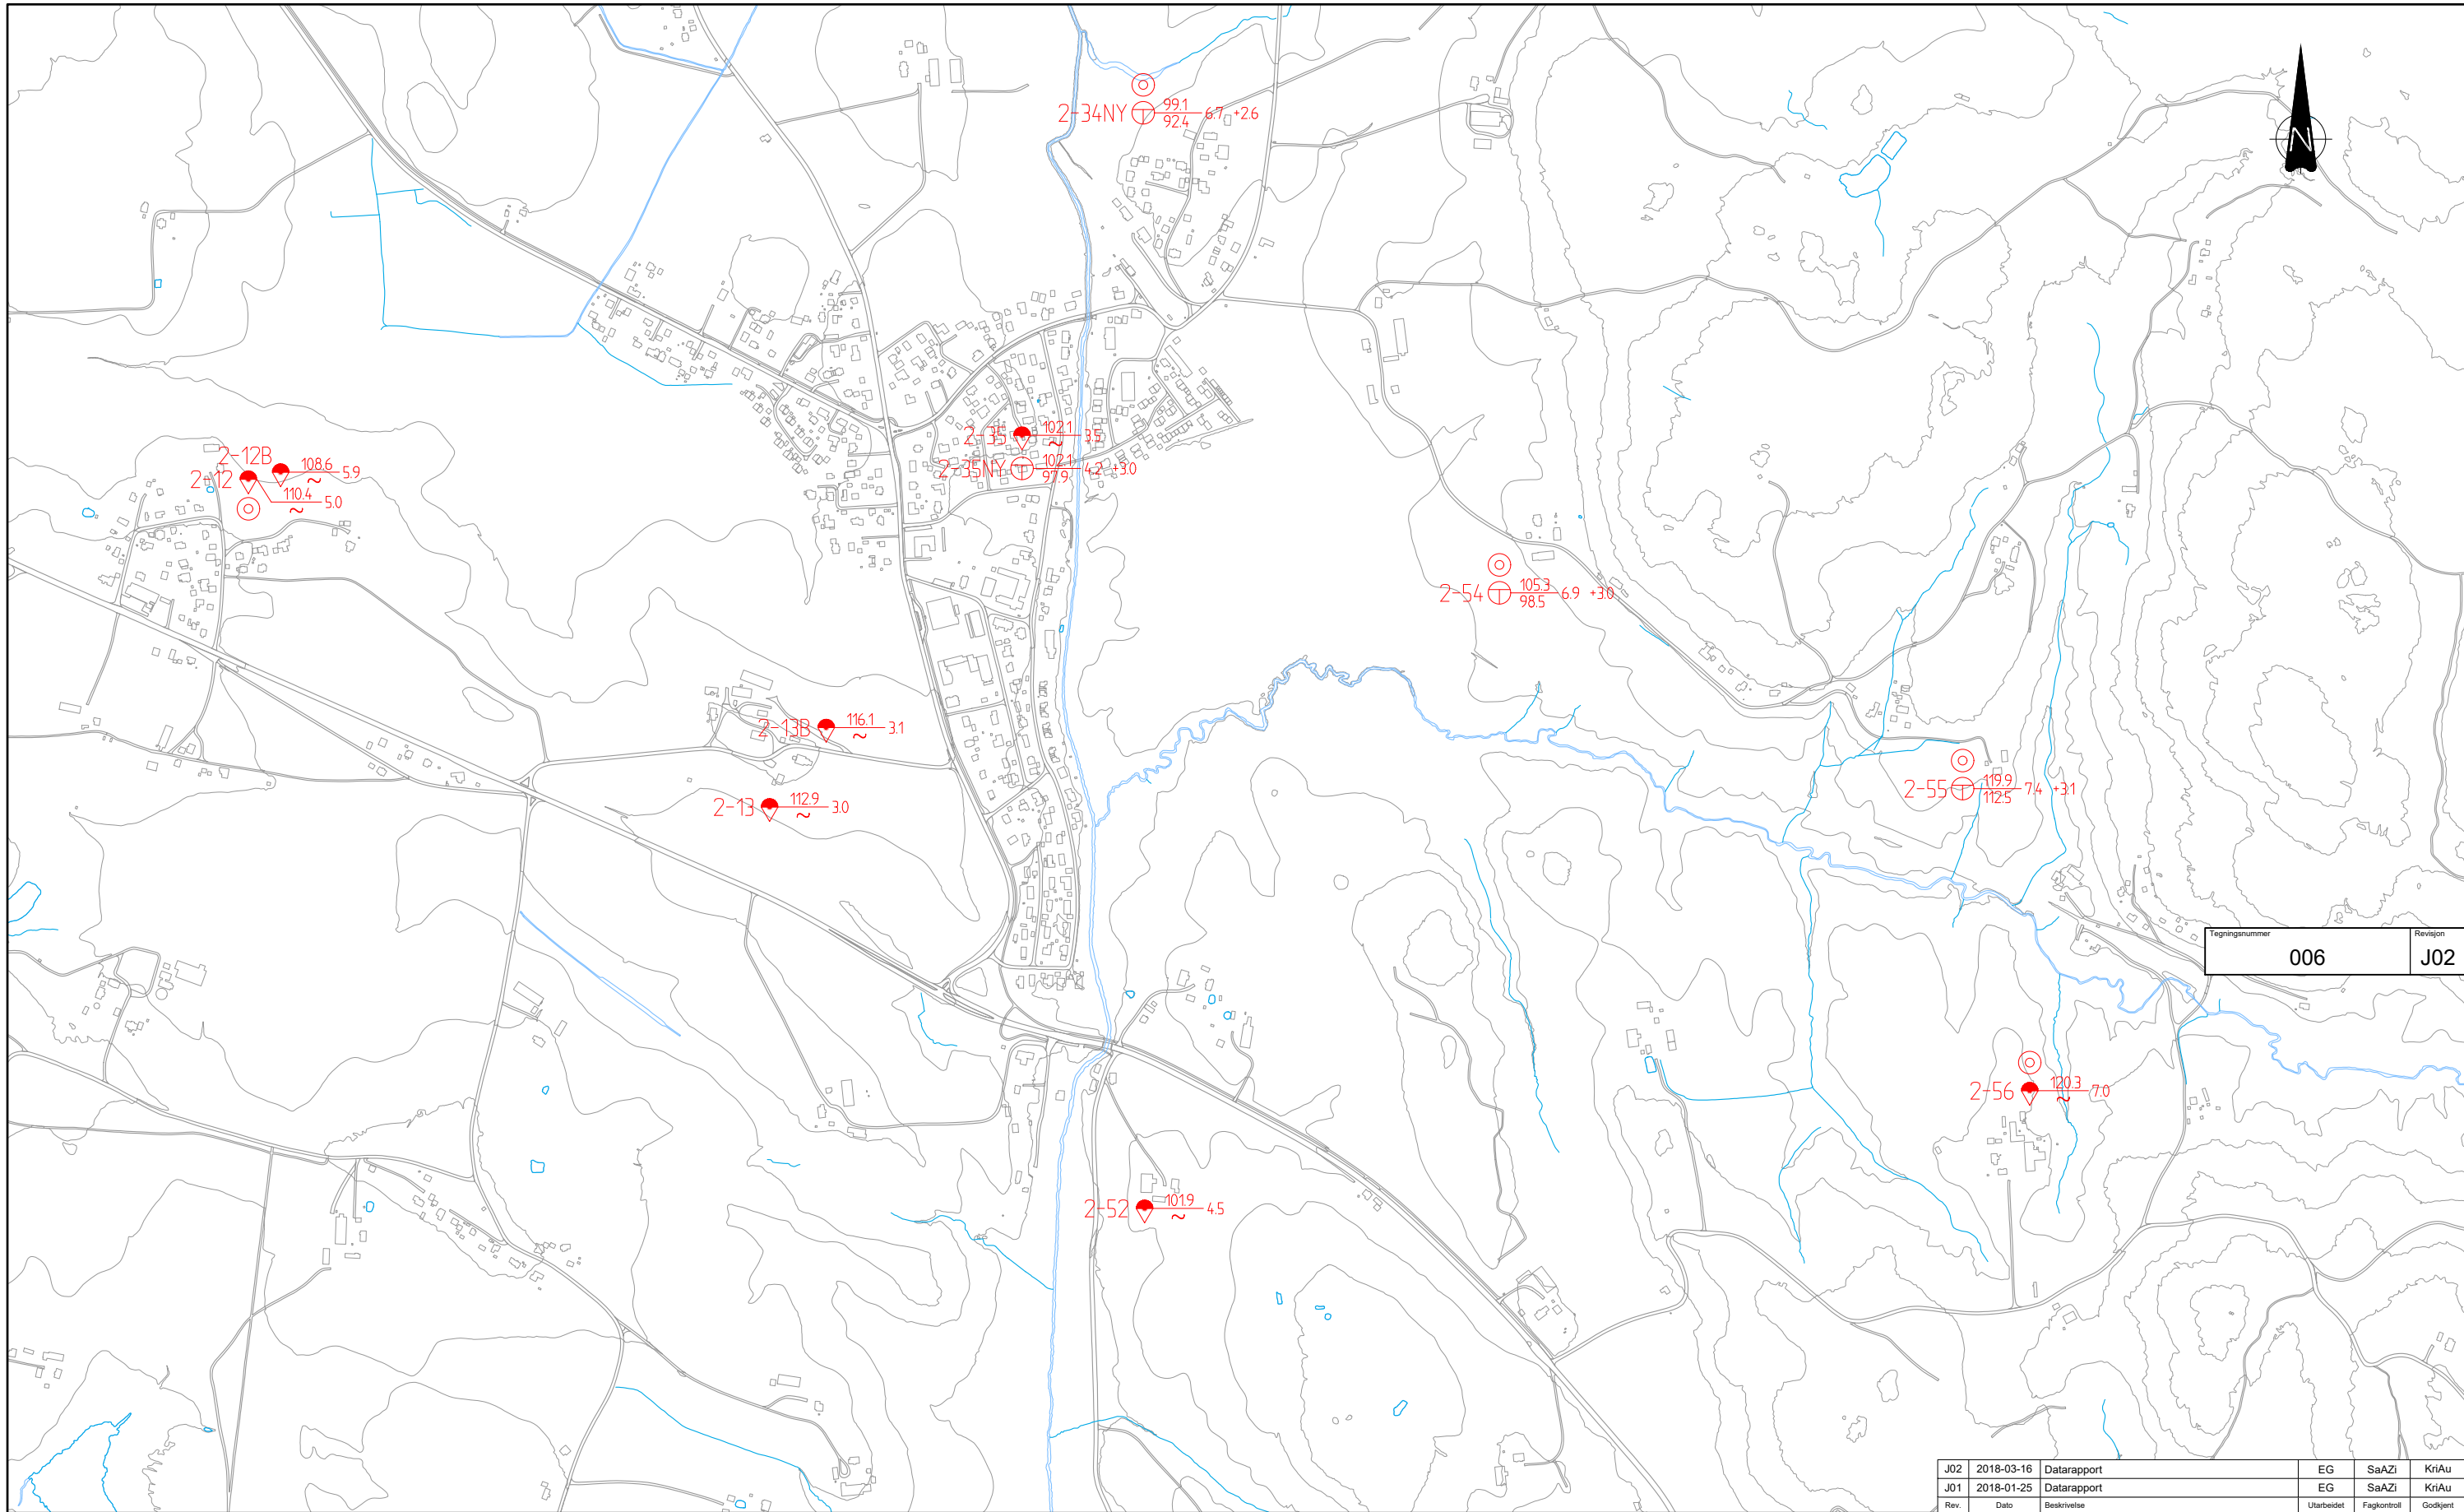 2-34NY 99.1 6.7 +2.6
92.4
N
2-35 102.1 3.5
~
2-35NY 102.1 4.2 +3.0
97.9
2-12B 108.6 5.9
~
2-12 110.4 5.0
~
2-54 105.3 6.9 +3.0
98.5
2-13B 116.1 3.1
~
2-13 112.9 3.0
~
2-55 119.9 7.4 +3.1
112.5
Tegningsnummer Revisjon
006 J02
2-56 120.3 7.0
~
2-52 101.9 4.5
~
J02 2018-03-16 Datarapport EG SaAZi KriAu
J01 2018-01-25 Datarapport EG SaAZi KriAu
Rev. Dato Beskrivelse Utarbeidet Fagkontroll Godkjent